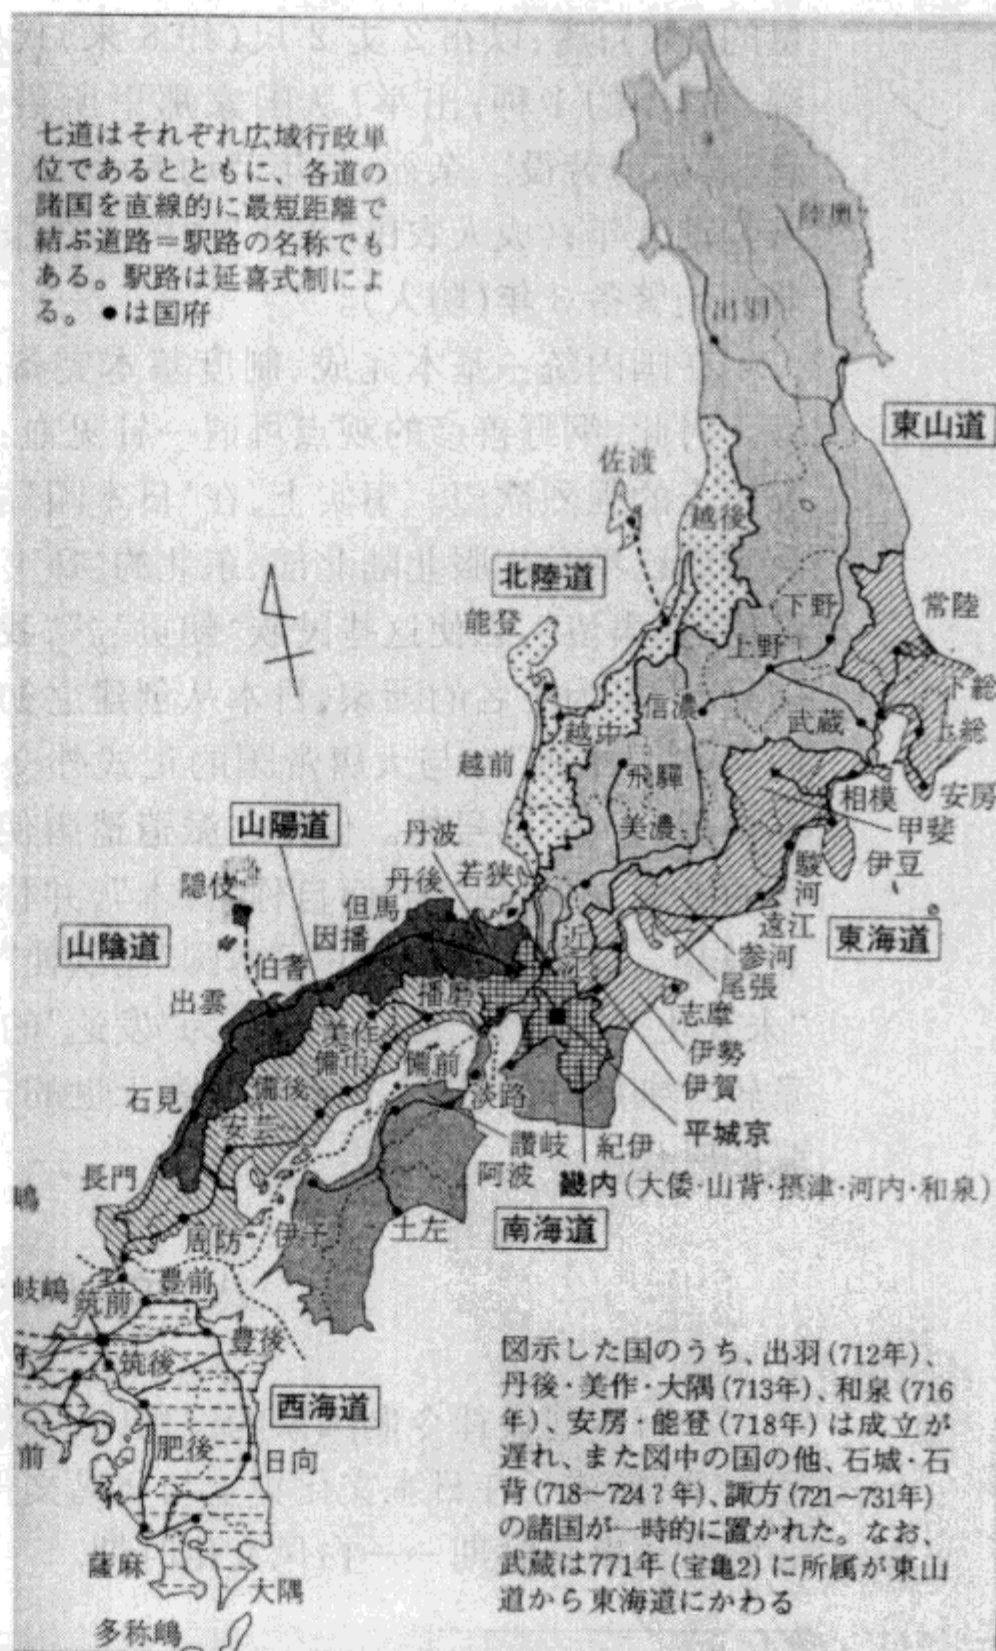 七道はそれぞれ広域行政単
位であるとともに、各道の
諸国を直線的に最短距離で
結ぶ道路＝駅路の名称でも
ある。駅路は延喜式制によ
る。●は国府
陸奥
出羽
東山道
佐渡
越後
北陸道
能登
下野
常陸
上野
下総
信濃
武蔵
上総
越中
越前
飛驒
相模
安房
山陽道
丹波
美濃
甲斐
丹後
若狭
駿河
伊豆
隠伎
但馬
遠江
因播
近江
東海道
山陰道
参河
伯耆
尾張
播磨
出雲
志摩
美作
伊勢
備中
備前
備後
伊賀
石見
淡路
安芸
平城京
讃岐
紀伊
長門
阿波
畿内(大倭・山背・摂津・河内・和泉)
嶋
周防
伊予
土左
南海道
岐嶋
豊前
筑前
豊後
府
筑後
西海道
前
肥後
日向
薩麻
大隅
多称嶋
図示した国のうち、出羽(712年)、
丹後・美作・大隅(713年)、和泉(716
年)、安房・能登(718年)は成立が
遅れ、また図中の国の他、石城・石
背(718〜724？年)、諏方(721〜731年)
の諸国が一時的に置かれた。なお、
武蔵は771年(宝亀2)に所属が東山
道から東海道にかわる